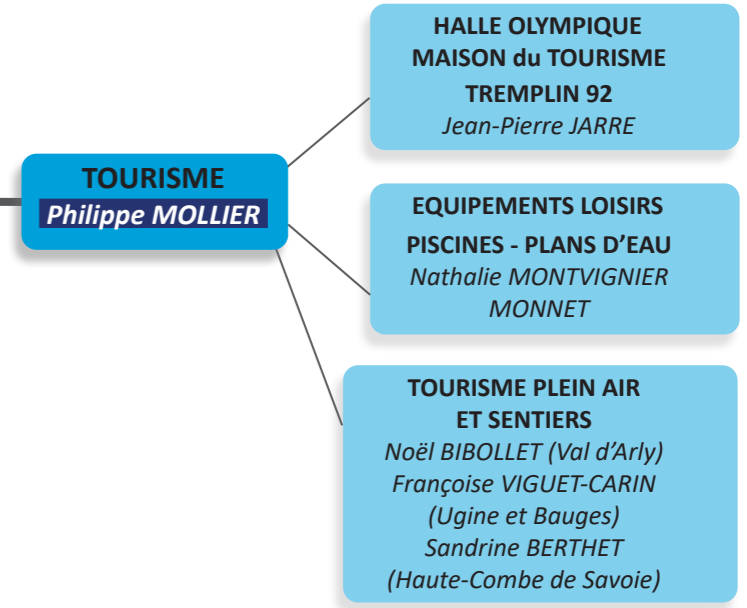 HALLE OLYMPIQUE
MAISON du TOURISME
TREMPLIN 92
Jean-Pierre JARRE
TOURISME
Philippe MOLLIER
EQUIPEMENTS LOISIRS
PISCINES - PLANS D’EAU
Nathalie MONTVIGNIER
MONNET
TOURISME PLEIN AIR
ET SENTIERS
Noël BIBOLLET (Val d’Arly)
Françoise VIGUET-CARIN
(Ugine et Bauges)
Sandrine BERTHET
(Haute-Combe de Savoie)